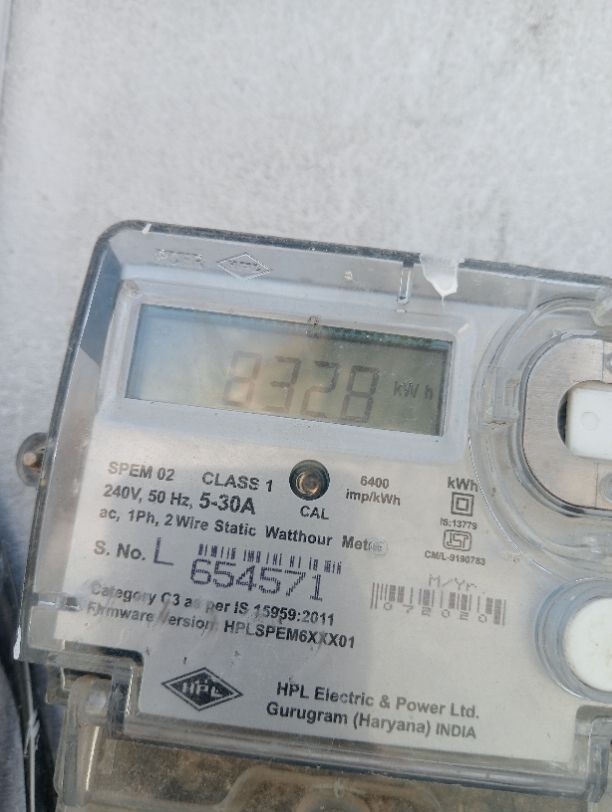 8328 kWh
SPEM 02 CLASS 1
240V, 50 Hz, 5-30A
ac, 1Ph, 2 Wire Static Watthour
CAL
6400
imp/kWh
kWh
IS:13779
CM/L-9190783
S. No. L 654571
M/Yr.
072020
Category C3 as per IS 15959:2011
Firmware Version: HPLSPEM6XXX01
HPL
HPL Electric & Power Ltd.
Gurugram (Haryana) INDIA